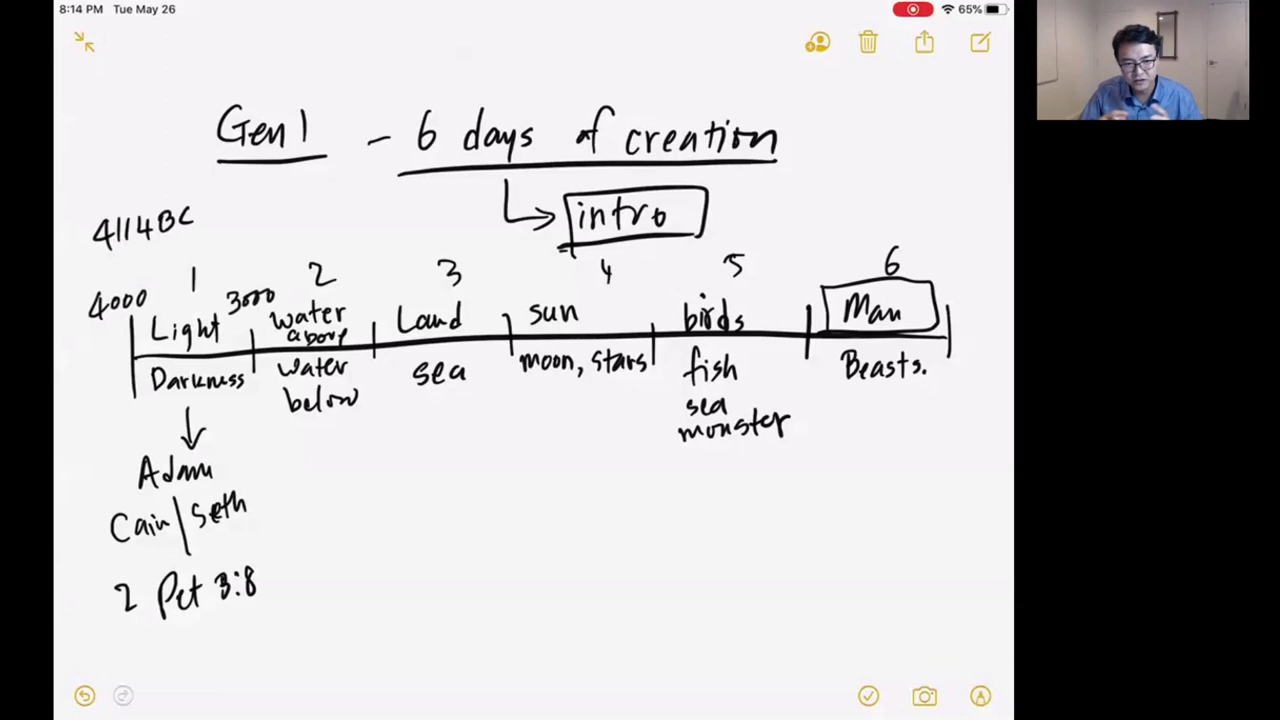 8:14 PM Tue May 26
65%
Gen 1 - 6 days of creation
intro
4114BC
1 2 3 4 5 6
4000 Light 3000 water above Land sun birds Man
Darkness water below sea moon, stars fish sea monster Beasts.
Adam
Cain / Seth
2 Pet 3:8